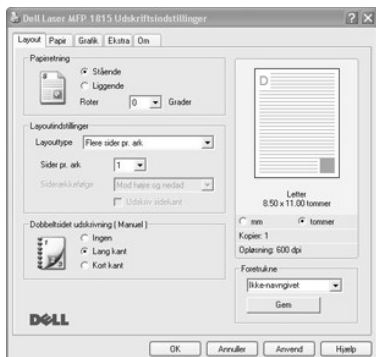 Dell Laser MFP 1815 Udskriftsindstillinger
Layout Papir Grafik Ekstra Om
Papirretning
Stående
Liggende
Roter 0 Grader
Layoutindstillinger
Layouttype Flere sider pr. ark
Sider pr. ark 1
Siderækkefølge Mod højre og nedad
Udskriv sidekant
Dobbeltsidet udskrivning ( Manuel )
Ingen
Lang kant
Kort kant
DELL
Letter
8.50 x 11.00 tommer
mm tommer
Kopier: 1
Opløsning: 600 dpi
Foretrukne
Ikke-navngivet
Gem
OK Annuller Anvend Hjælp